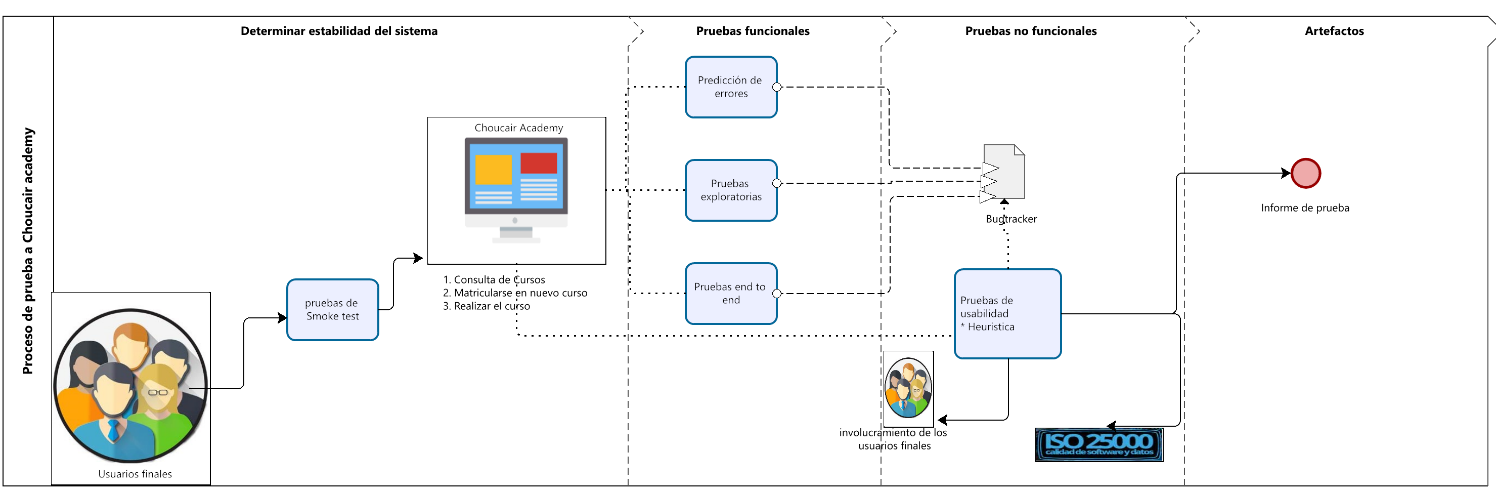 Proceso de prueba a Choucair academy
Determinar estabilidad del sistema
Pruebas funcionales
Pruebas no funcionales
Artefactos
Usuarios finales
pruebas de
Smoke test
Choucair Academy
1. Consulta de Cursos
2. Matricularse en nuevo curso
3. Realizar el curso
Predicción de
errores
Pruebas
exploratorias
Pruebas end to
end
Bugtracker
Pruebas de
usabilidad
* Heuristica
involucramiento de los
usuarios finales
ISO 25000
calidad de software y datos
Informe de prueba